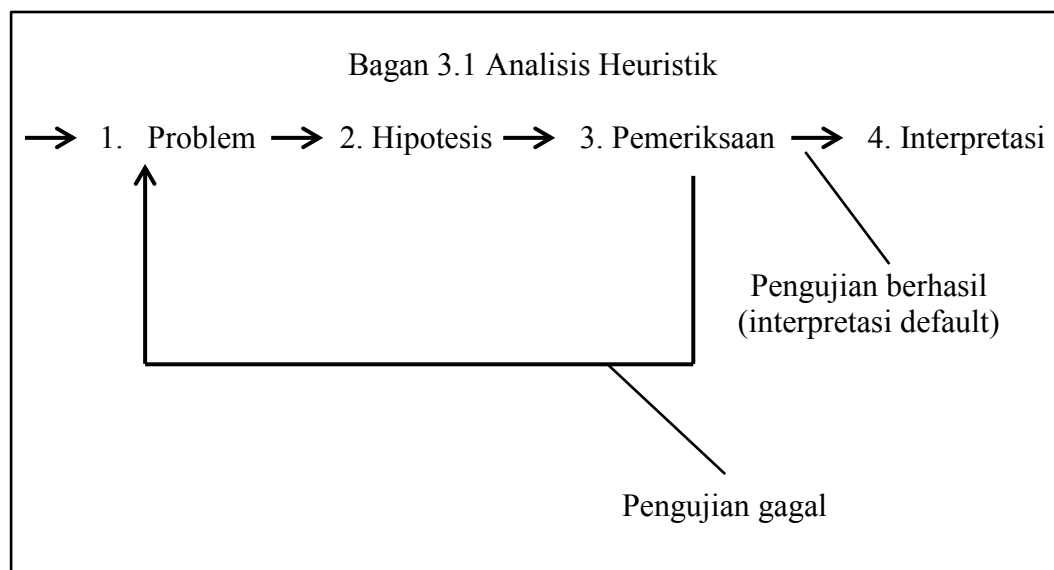 Bagan 3.1 Analisis Heuristik
1. Problem 2. Hipotesis 3. Pemeriksaan 4. Interpretasi
Pengujian berhasil
(interpretasi default)
Pengujian gagal